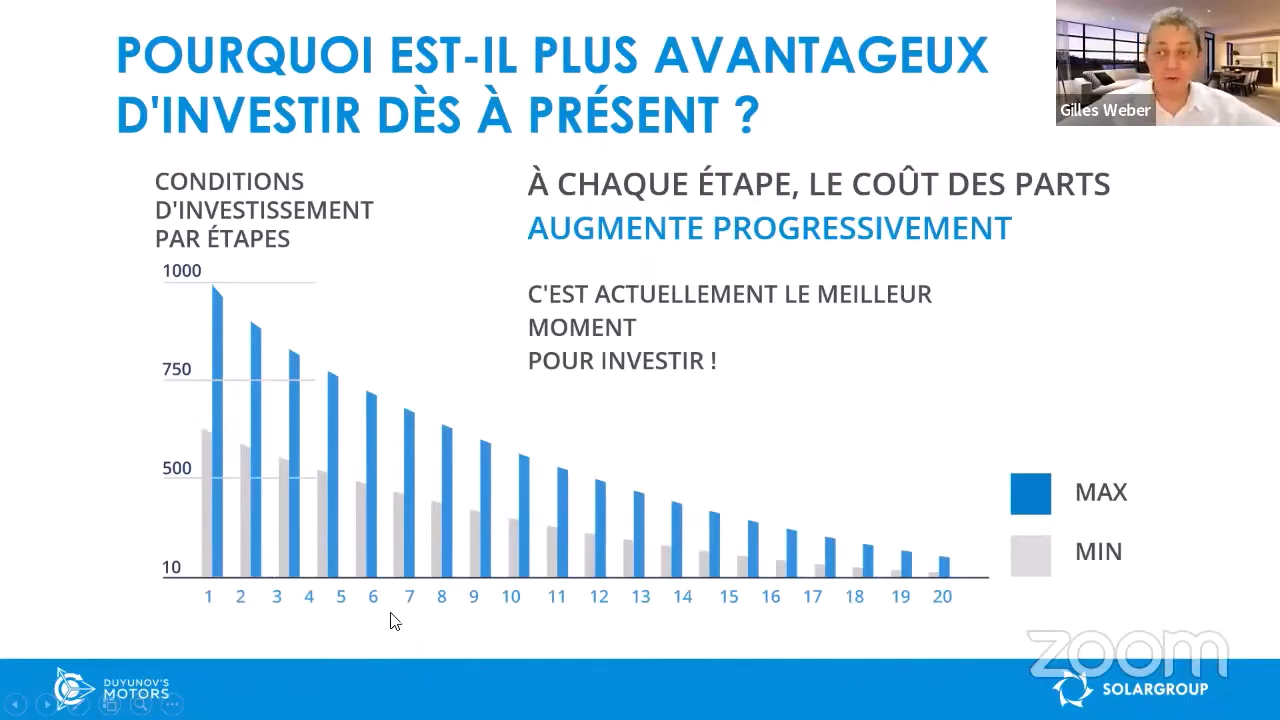 POURQUOI EST-IL PLUS AVANTAGEUX
D'INVESTIR DÈS À PRÉSENT ?
Gilles Weber
CONDITIONS
D'INVESTISSEMENT
PAR ÉTAPES
À CHAQUE ÉTAPE, LE COÛT DES PARTS
AUGMENTE PROGRESSIVEMENT
C'EST ACTUELLEMENT LE MEILLEUR
MOMENT
POUR INVESTIR !
1000
750
500
10
1 2 3 4 5 6 7 8 9 10 11 12 13 14 15 16 17 18 19 20
MAX
MIN
zoom
DUYUNOV'S
MOTORS
SOLARGROUP